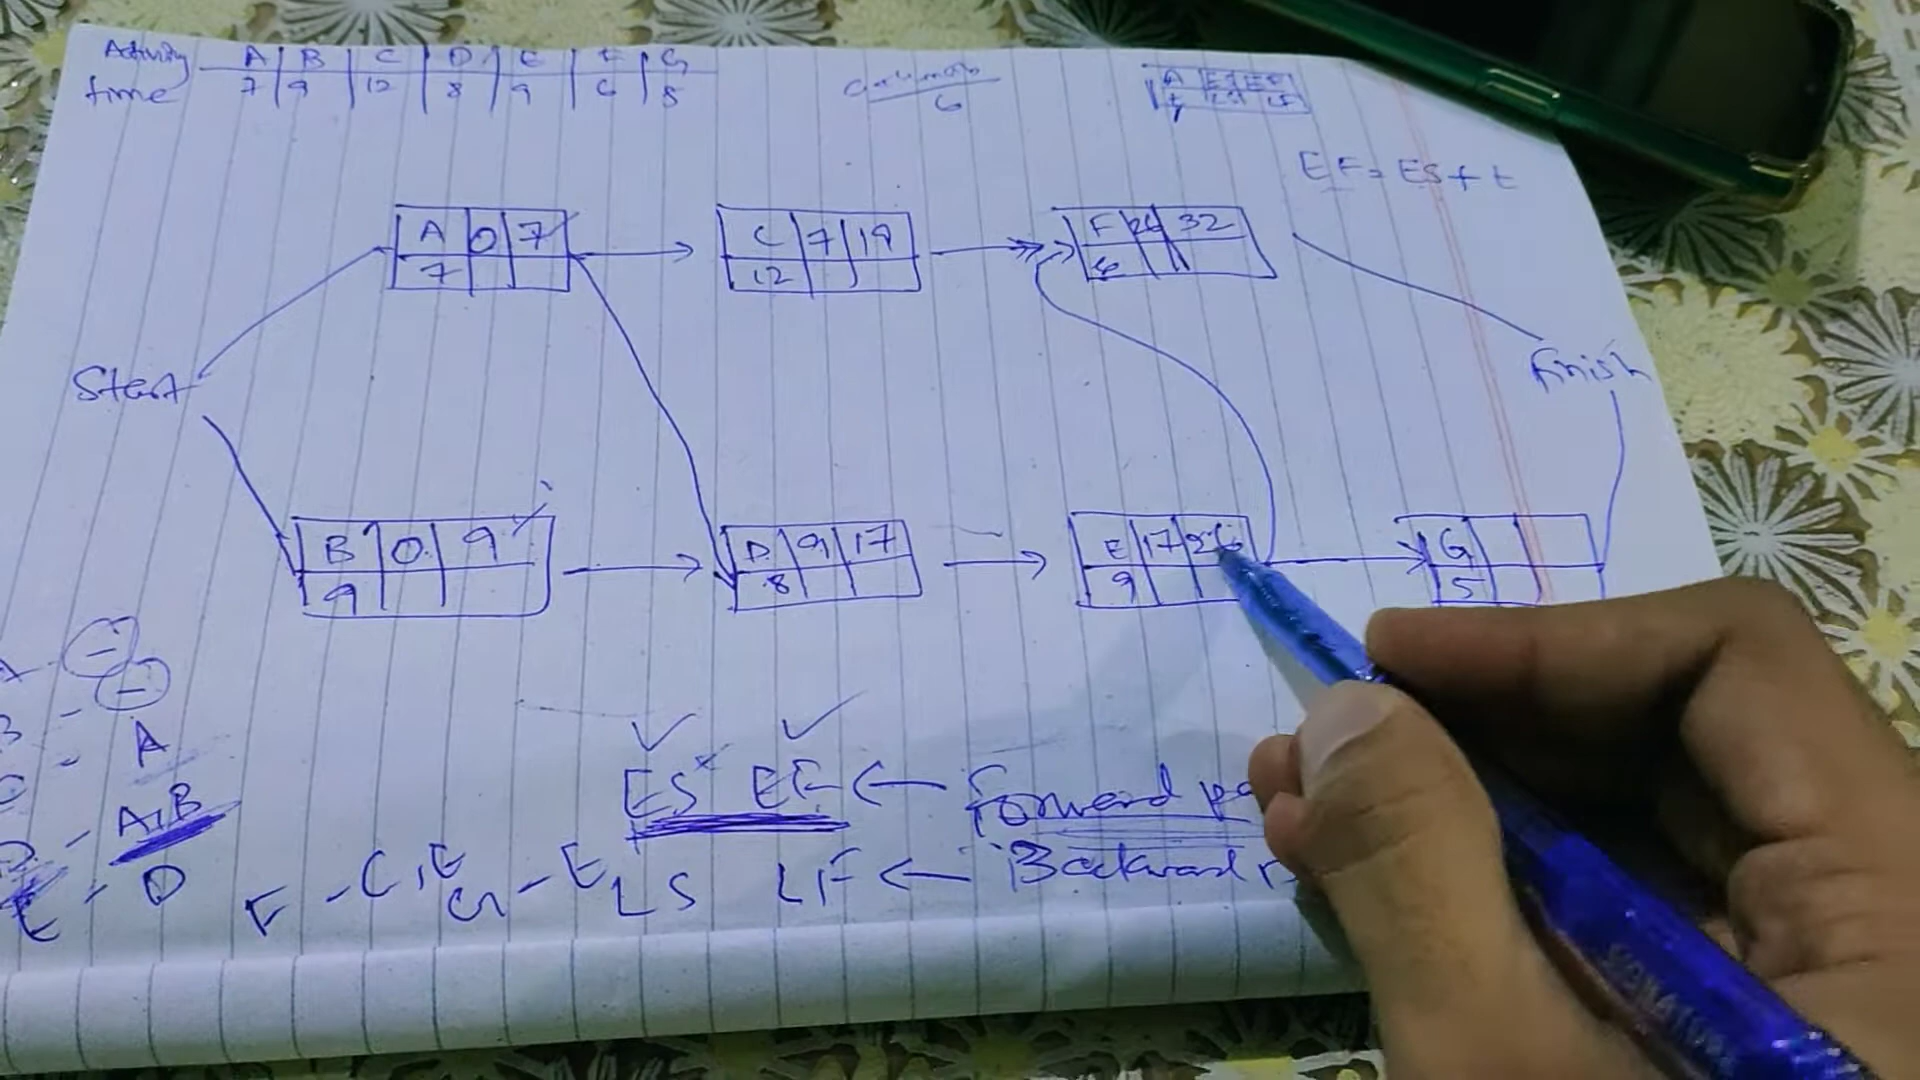 Activity A B C D E F G
time 7 9 12 8 9 6 5
6
EF = ES + t
A 0 7
7
C 7 19
12
F 26 32
6
Start
Finish
B 0 9
9
D 9 17
8
E 17 26
9
G
5
A - -
B - -
C - A
D - A,B
E - D
F - C,E
G - E
ES EF ← Forward
LS LF ← Backward